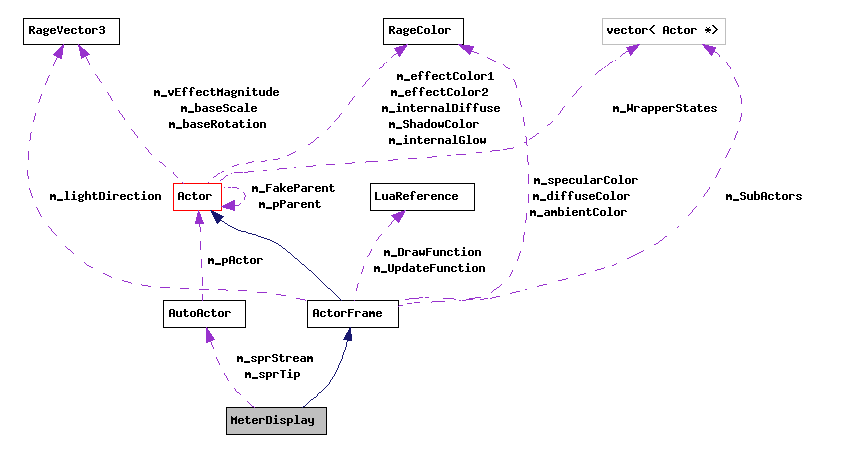 RageVector3
RageColor
vector< Actor *>
m_vEffectMagnitude
m_baseScale
m_baseRotation
m_effectColor1
m_effectColor2
m_internalDiffuse
m_ShadowColor
m_internalGlow
m_WrapperStates
m_lightDirection
Actor
m_FakeParent
m_pParent
LuaReference
m_specularColor
m_diffuseColor
m_ambientColor
m_SubActors
m_pActor
m_DrawFunction
m_UpdateFunction
AutoActor
ActorFrame
m_sprStream
m_sprTip
MeterDisplay